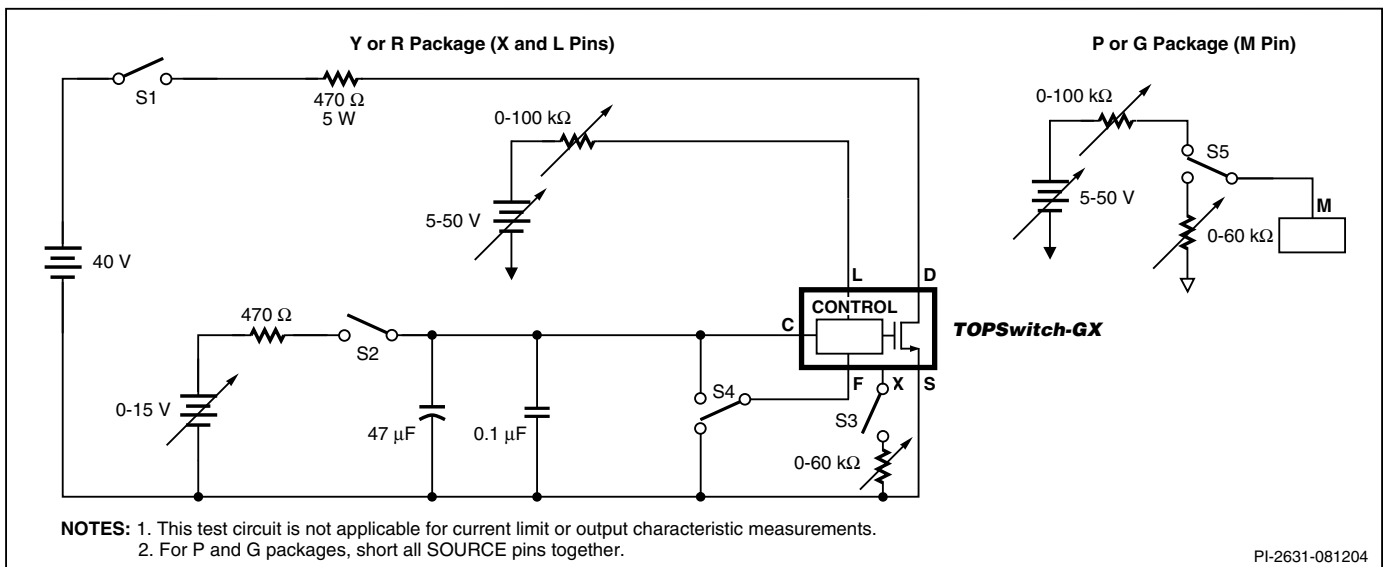 Y or R Package (X and L Pins)
P or G Package (M Pin)
S1
470 Ω
5 W
0-100 kΩ
5-50 V
40 V
470 Ω
S2
0-15 V
47 µF
0.1 µF
L
D
CONTROL
C
TOPSwitch-GX
F
X
S
S4
S3
0-60 kΩ
0-100 kΩ
S5
5-50 V
M
0-60 kΩ
NOTES: 1. This test circuit is not applicable for current limit or output characteristic measurements.
2. For P and G packages, short all SOURCE pins together.
PI-2631-081204